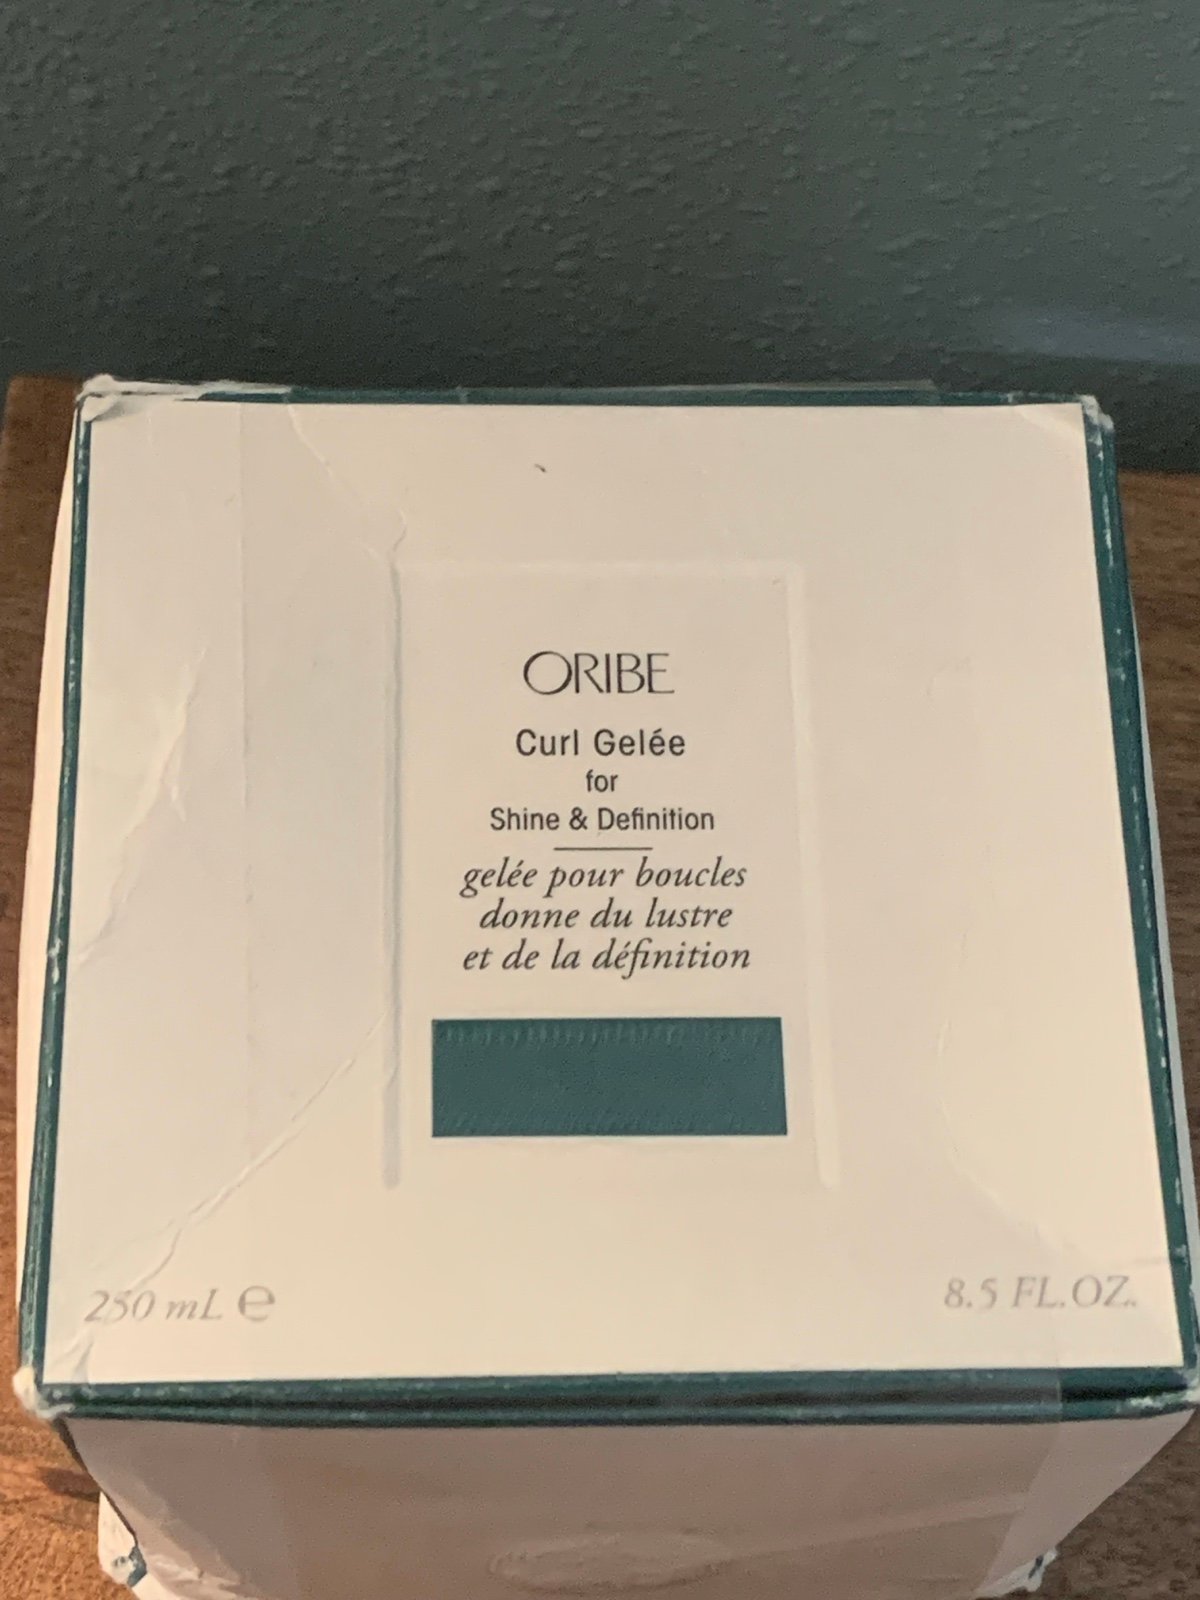 ORIBE
Curl Gelée
for
Shine & Definition
gelée pour boucles
donne du lustre
et de la définition
250 mL ℮
8.5 FL.OZ.